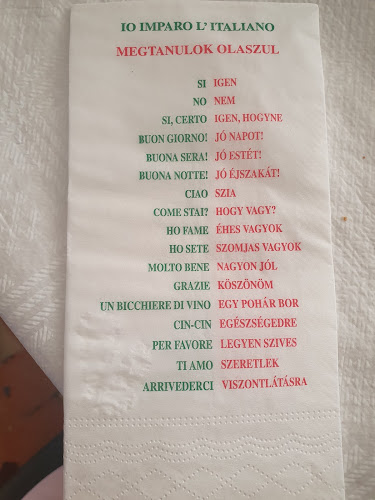 IO IMPARO L' ITALIANO
MEGTANULOK OLASZUL
SI IGEN
NO NEM
SI, CERTO IGEN, HOGYNE
BUON GIORNO! JÓ NAPOT!
BUONA SERA! JÓ ESTÉT!
BUONA NOTTE! JÓ ÉJSZAKÁT!
CIAO SZIA
COME STAI? HOGY VAGY?
HO FAME ÉHES VAGYOK
HO SETE SZOMJAS VAGYOK
MOLTO BENE NAGYON JÓL
GRAZIE KÖSZÖNÖM
UN BICCHIERE DI VINO EGY POHÁR BOR
CIN-CIN EGÉSZSÉGEDRE
PER FAVORE LEGYEN SZIVES
TI AMO SZERETLEK
ARRIVEDERCI VISZONTLÁTÁSRA